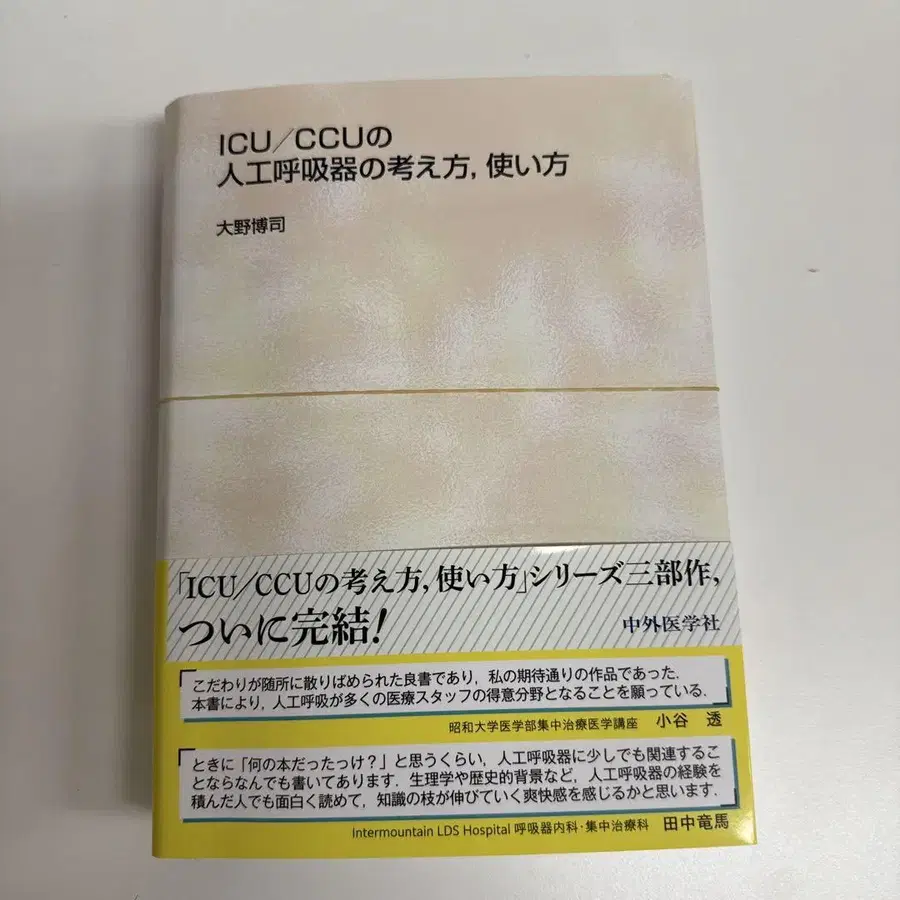 ICU/CCUの
人工呼吸器の考え方,使い方
大野博司
「ICU/CCUの考え方,使い方」シリーズ三部作,
ついに完結!
中外医学社
こだわりが随所に散りばめられた良書であり,私の期待通りの作品であった.
本書により,人工呼吸が多くの医療スタッフの得意分野となることを願っている.
昭和大学医学部集中治療医学講座 小谷 透
ときに「何の本だったっけ?」と思うくらい,人工呼吸器に少しでも関連するこ
とならなんでも書いてあります.生理学や歴史的背景など,人工呼吸器の経験を
積んだ人でも面白く読めて,知識の枝が伸びていく爽快感を感じるかと思います.
Intermountain LDS Hospital 呼吸器内科・集中治療科 田中竜馬